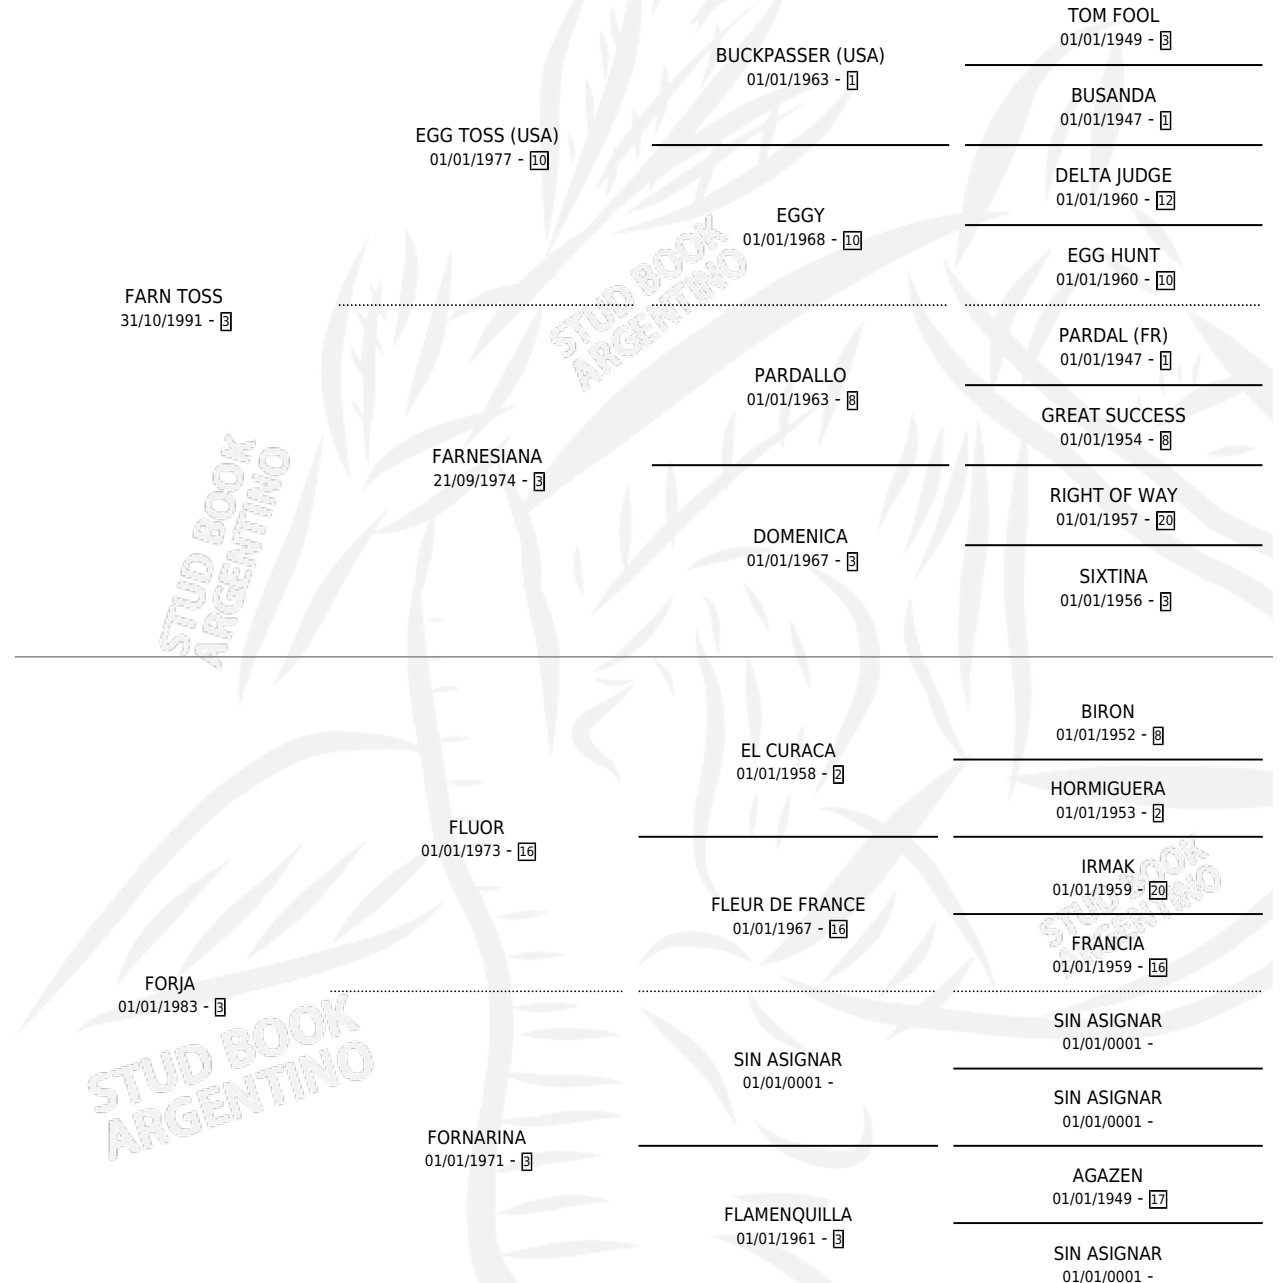 TOM FOOL
01/01/1949 - 3
BUCKPASSER (USA)
01/01/1963 - 1
BUSANDA
01/01/1947 - 1
EGG TOSS (USA)
01/01/1977 - 10
DELTA JUDGE
01/01/1960 - 12
EGGY
01/01/1968 - 10
EGG HUNT
01/01/1960 - 10
FARN TOSS
31/10/1991 - 3
PARDAL (FR)
01/01/1947 - 1
PARDALLO
01/01/1963 - 8
GREAT SUCCESS
01/01/1954 - 8
FARNESIANA
21/09/1974 - 3
RIGHT OF WAY
01/01/1957 - 20
DOMENICA
01/01/1967 - 3
SIXTINA
01/01/1956 - 3
BIRON
01/01/1952 - 8
EL CURACA
01/01/1958 - 2
HORMIGUERA
01/01/1953 - 2
FLUOR
01/01/1973 - 16
IRMAK
01/01/1959 - 20
FLEUR DE FRANCE
01/01/1967 - 16
FRANCIA
01/01/1959 - 16
FORJA
01/01/1983 - 3
SIN ASIGNAR
01/01/0001 -
SIN ASIGNAR
01/01/0001 -
SIN ASIGNAR
01/01/0001 -
FORNARINA
01/01/1971 - 3
AGAZEN
01/01/1949 - 17
FLAMENQUILLA
01/01/1961 - 3
SIN ASIGNAR
01/01/0001 -
STUD BOOK
ARGENTINO
STUD BOOK
ARGENTINO
STUD BOOK
ARGENTINO
STUD BOOK
ARGENTINO